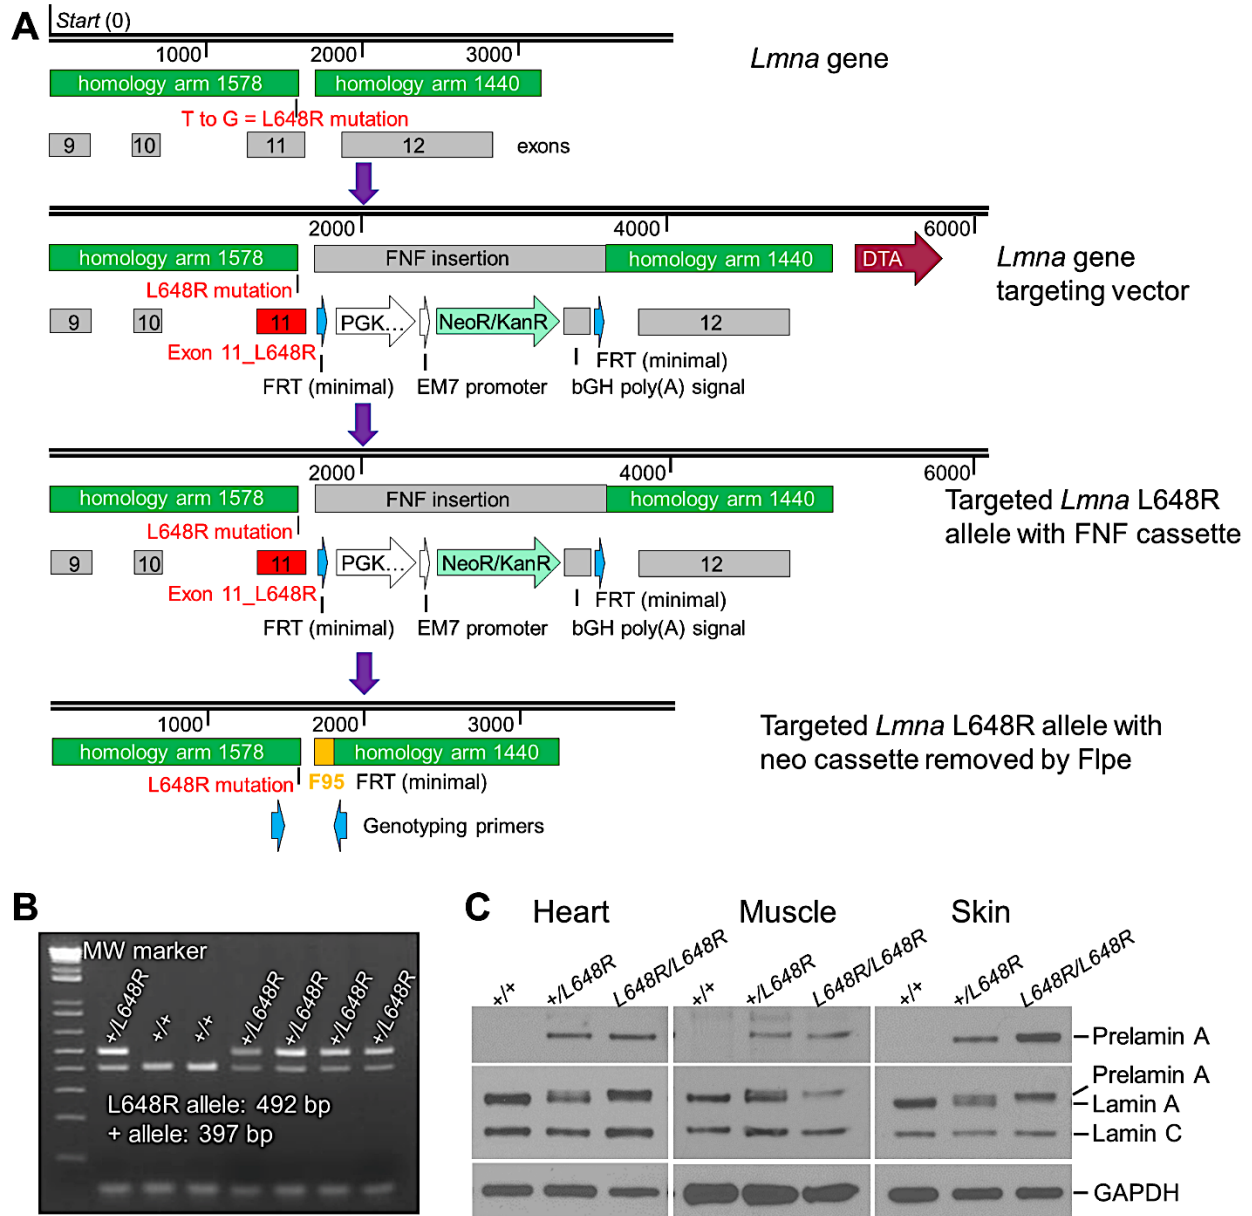 A
Start (0)
1000 2000 3000
Lmna gene
homology arm 1578 homology arm 1440
T to G = L648R mutation
9 10 11 12 exons
2000 4000 6000
homology arm 1578 FNF insertion homology arm 1440 DTA
Lmna gene
targeting vector
L648R mutation
9 10 11 PGK... NeoR/KanR 12
Exon 11_L648R FRT (minimal)
FRT (minimal) EM7 promoter bGH poly(A) signal
2000 4000 6000
homology arm 1578 FNF insertion homology arm 1440
Targeted Lmna L648R
allele with FNF cassette
L648R mutation
9 10 11 PGK... NeoR/KanR 12
Exon 11_L648R FRT (minimal)
FRT (minimal) EM7 promoter bGH poly(A) signal
1000 2000 3000
Targeted Lmna L648R allele with
neo cassette removed by Flpe
homology arm 1578 homology arm 1440
L648R mutation F95 FRT (minimal)
Genotyping primers
B
MW marker
+/L648R +/+ +/+ +/L648R +/L648R +/L648R +/L648R
L648R allele: 492 bp
+ allele: 397 bp
C
Heart Muscle Skin
+/+ +/L648R L648R/L648R +/+ +/L648R L648R/L648R +/+ +/L648R L648R/L648R
Prelamin A
Prelamin A
Lamin A
Lamin C
GAPDH